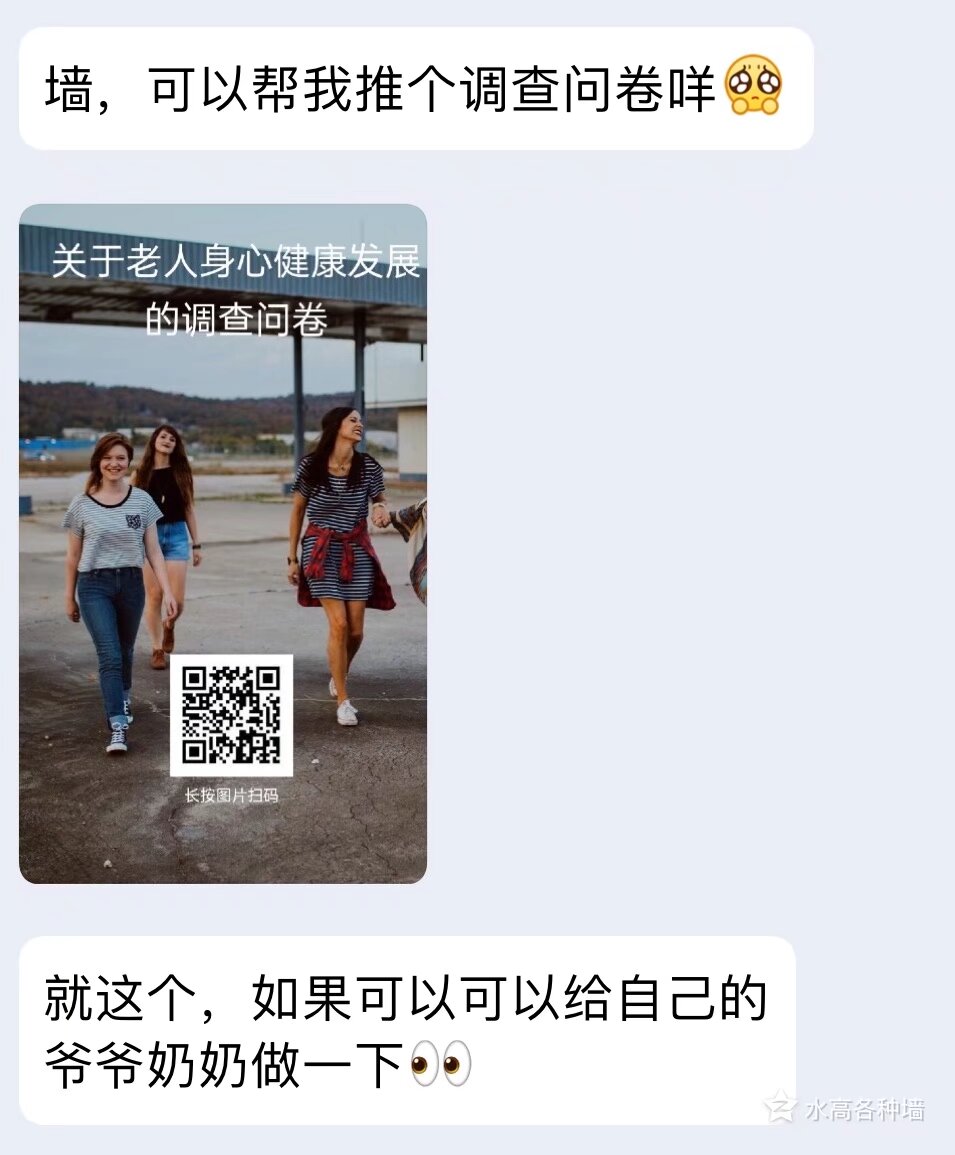 墙，可以帮我推个调查问卷咩🥺
关于老人身心健康发展
的调查问卷
长按图片扫码
就这个，如果可以可以给自己的
爷爷奶奶做一下👀
水高各种墙